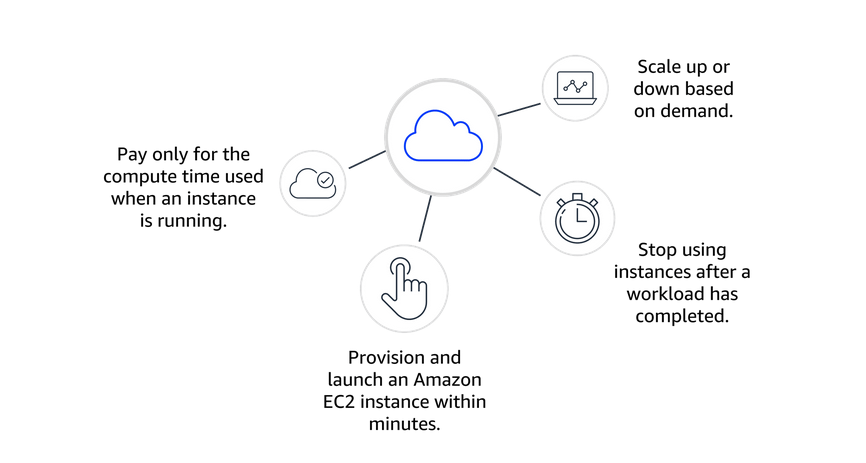 Scale up or
down based
on demand.
Pay only for the
compute time used
when an instance
is running.
Stop using
instances after a
workload has
completed.
Provision and
launch an Amazon
EC2 instance within
minutes.